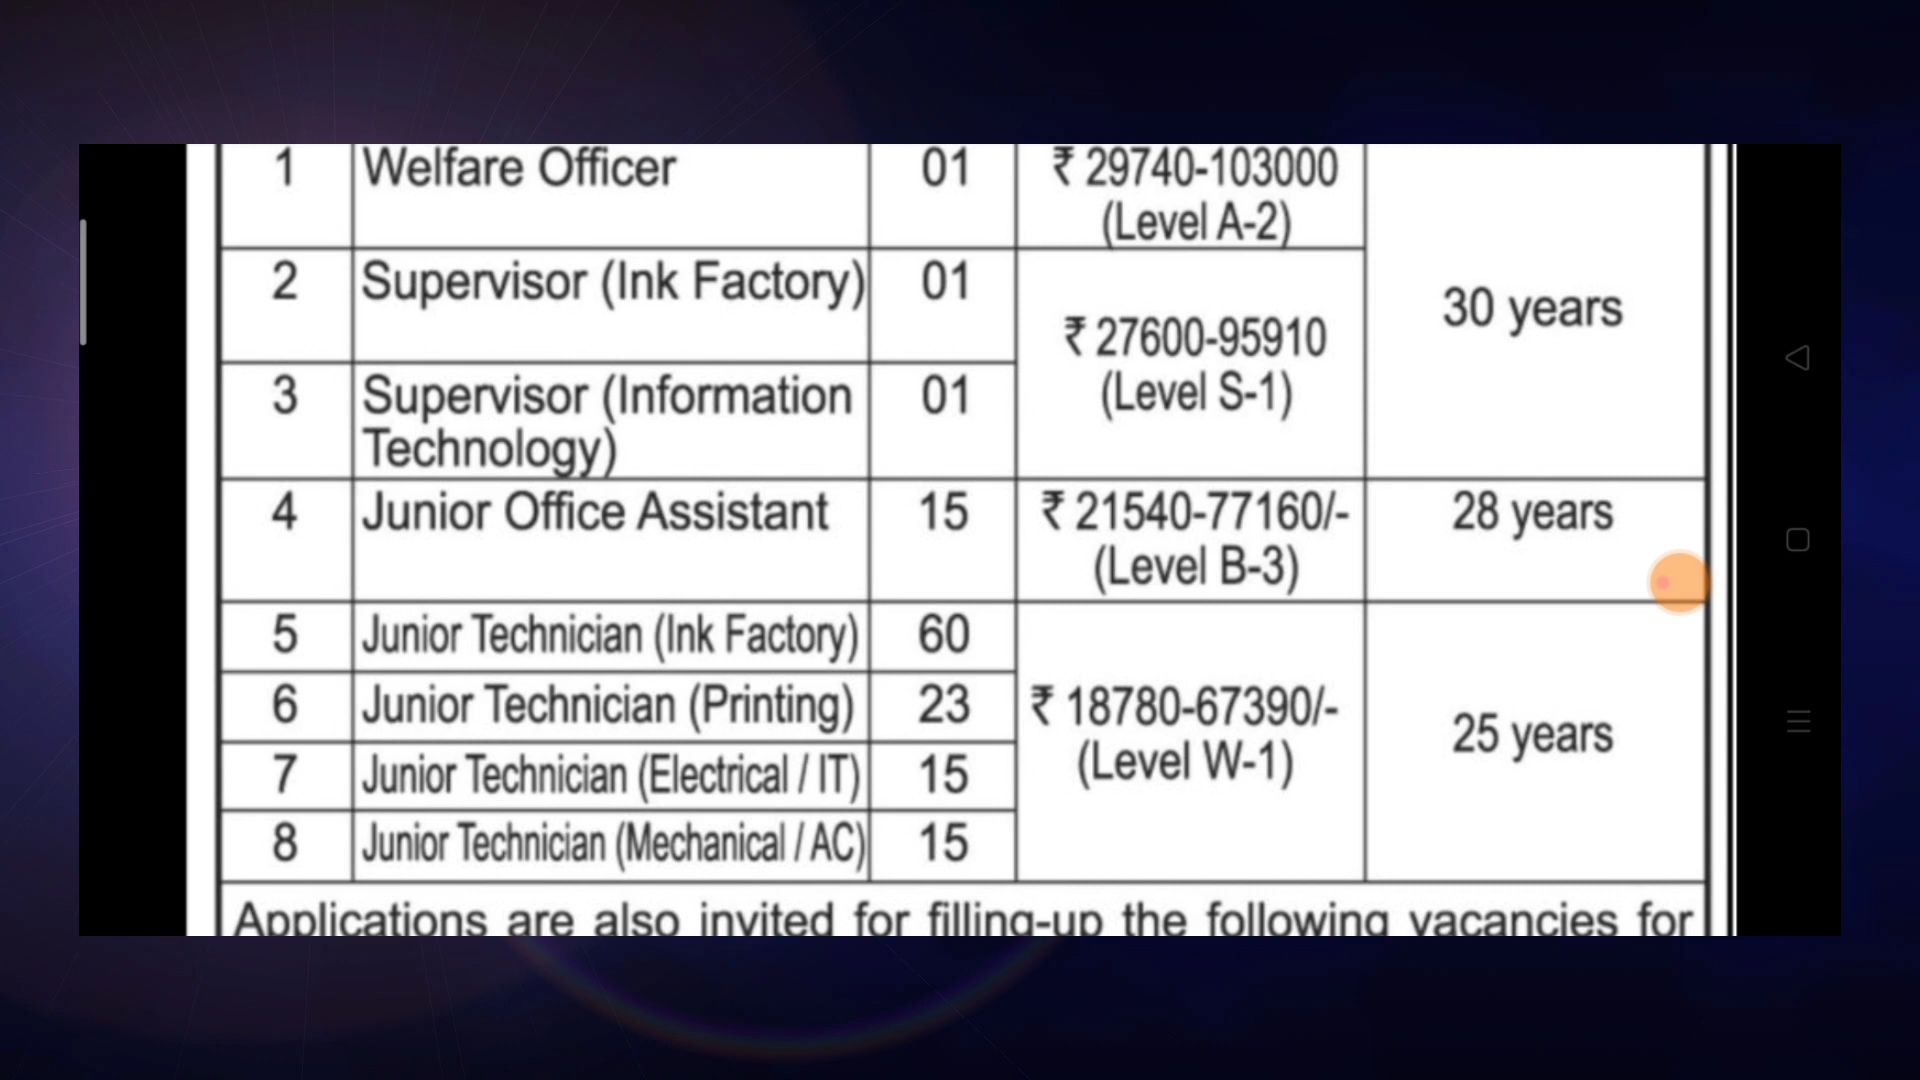 1 Welfare Officer 01 ₹ 29740-103000
(Level A-2)
30 years
2 Supervisor (Ink Factory) 01
₹ 27600-95910
(Level S-1)
3 Supervisor (Information 01
Technology)
4 Junior Office Assistant 15 ₹ 21540-77160/- 28 years
(Level B-3)
5 Junior Technician (Ink Factory) 60
6 Junior Technician (Printing) 23 ₹ 18780-67390/-
(Level W-1)
25 years
7 Junior Technician (Electrical / IT) 15
8 Junior Technician (Mechanical / AC) 15
Applications are also invited for filling-up the following vacancies for